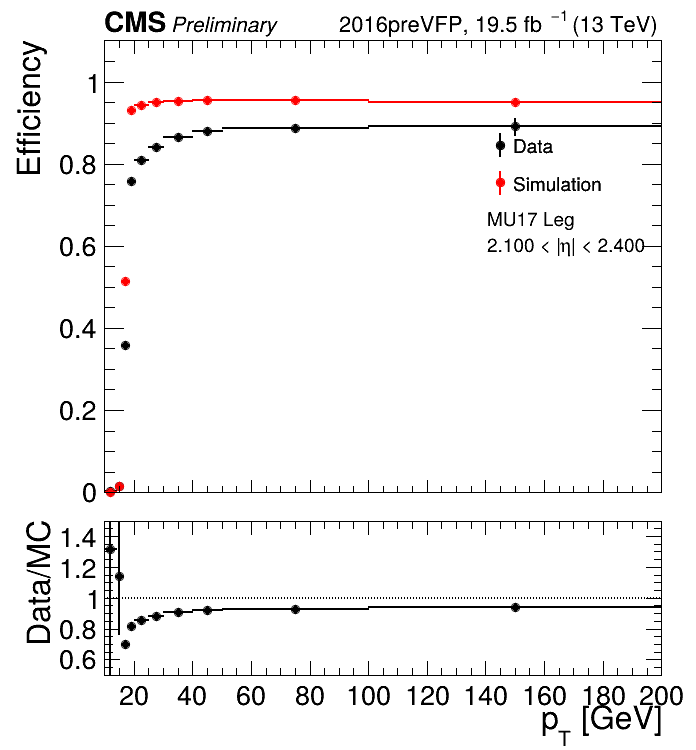 CMS Preliminary 2016preVFP, 19.5 fb⁻¹ (13 TeV)
Efficiency
1
0.8
0.6
0.4
0.2
0
Data
Simulation
MU17 Leg
2.100 < |η| < 2.400
Data/MC
1.4
1.2
1
0.8
0.6
20 40 60 80 100 120 140 160 180 200
p_T [GeV]